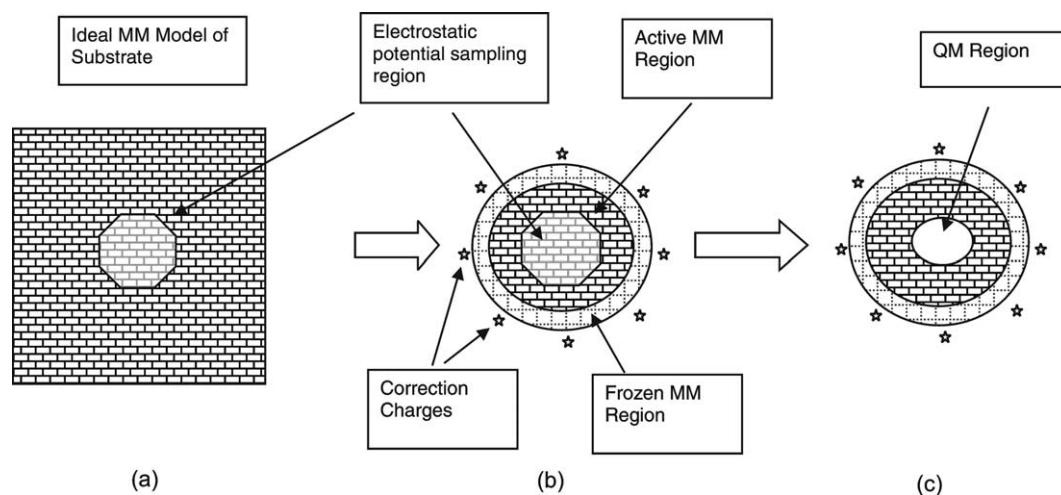 Ideal MM Model of
Substrate
Electrostatic
potential sampling
region
Active MM
Region
QM Region
Correction
Charges
Frozen MM
Region
(a)
(b)
(c)